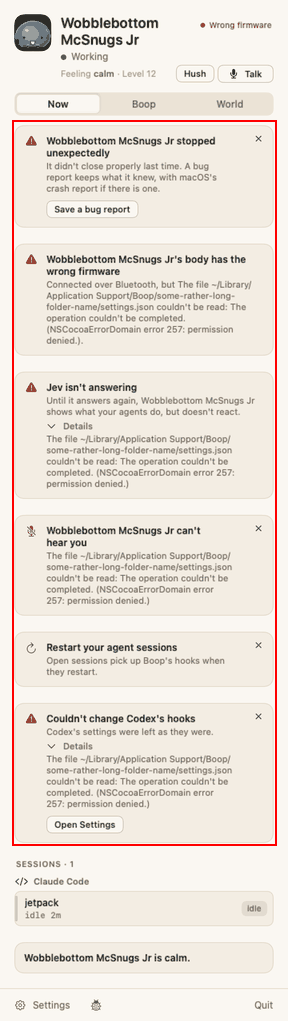 Wobblebottom
McSnugs Jr
Wrong firmware
Working
Feeling calm · Level 12
Hush
Talk
Now
Boop
World
Wobblebottom McSnugs Jr stopped
unexpectedly
It didn't close properly last time. A bug
report keeps what it knew, with macOS's
crash report if there is one.
Save a bug report
Wobblebottom McSnugs Jr's body has the
wrong firmware
Connected over Bluetooth, but The file ~/Library/
Application Support/Boop/some-rather-long-
folder-name/settings.json couldn't be read: The
operation couldn't be completed.
(NSCocoaErrorDomain error 257: permission
denied.).
Jev isn't answering
Until it answers again, Wobblebottom McSnugs Jr
shows what your agents do, but doesn't react.
Details
The file ~/Library/Application Support/Boop/
some-rather-long-folder-name/settings.json
couldn't be read: The operation couldn't be
completed. (NSCocoaErrorDomain error 257:
permission denied.)
Wobblebottom McSnugs Jr can't
hear you
The file ~/Library/Application Support/Boop/
some-rather-long-folder-name/settings.json
couldn't be read: The operation couldn't be
completed. (NSCocoaErrorDomain error
257: permission denied.)
Restart your agent sessions
Open sessions pick up Boop's hooks when
they restart.
Couldn't change Codex's hooks
Codex's settings were left as they were.
Details
The file ~/Library/Application Support/Boop/
some-rather-long-folder-name/settings.json
couldn't be read: The operation couldn't be
completed. (NSCocoaErrorDomain error
257: permission denied.)
Open Settings
SESSIONS · 1
Claude Code
jetpack
idle 2m
Idle
Wobblebottom McSnugs Jr is calm.
Settings
Quit